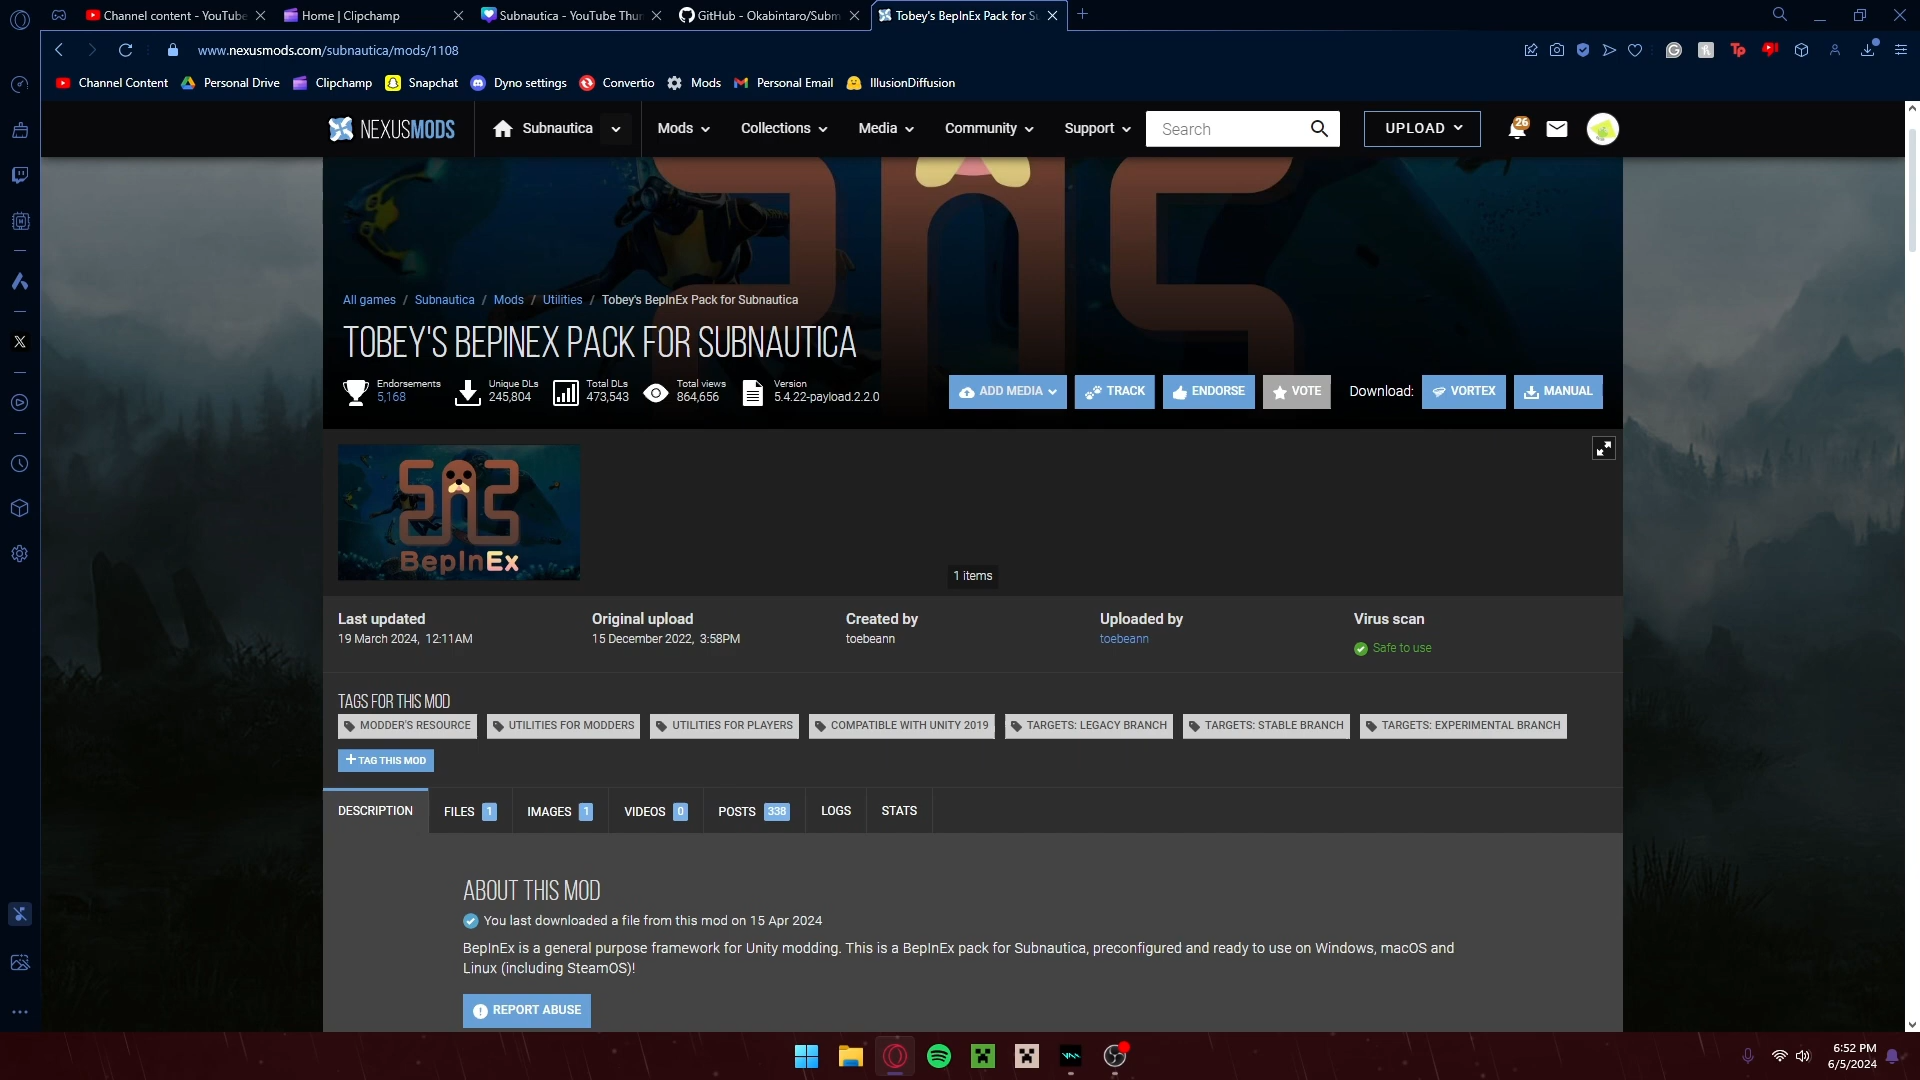 Channel content - YouTube
Home | Clipchamp
Subnautica - YouTube Thu
GitHub - Okabintaro/Subm
Tobey's BepInEx Pack for Su
www.nexusmods.com/subnautica/mods/1108
Channel Content
Personal Drive
Clipchamp
Snapchat
Dyno settings
Convertio
Mods
Personal Email
IllusionDiffusion
NEXUSMODS
Subnautica
Mods
Collections
Media
Community
Support
Search
UPLOAD
26
All games / Subnautica / Mods / Utilities / Tobey's BepInEx Pack for Subnautica
TOBEY'S BEPINEX PACK FOR SUBNAUTICA
Endorsements
5,168
Unique DLs
245,804
Total DLs
473,543
Total views
864,656
Version
5.4.22-payload.2.2.0
ADD MEDIA
TRACK
ENDORSE
VOTE
Download:
VORTEX
MANUAL
BepInEx
1 items
Last updated
19 March 2024, 12:11AM
Original upload
15 December 2022, 3:58PM
Created by
toebeann
Uploaded by
toebeann
Virus scan
Safe to use
TAGS FOR THIS MOD
MODDER'S RESOURCE
UTILITIES FOR MODDERS
UTILITIES FOR PLAYERS
COMPATIBLE WITH UNITY 2019
TARGETS: LEGACY BRANCH
TARGETS: STABLE BRANCH
TARGETS: EXPERIMENTAL BRANCH
+ TAG THIS MOD
DESCRIPTION
FILES 1
IMAGES 1
VIDEOS 0
POSTS 338
LOGS
STATS
ABOUT THIS MOD
You last downloaded a file from this mod on 15 Apr 2024
BepInEx is a general purpose framework for Unity modding. This is a BepInEx pack for Subnautica, preconfigured and ready to use on Windows, macOS and
Linux (including SteamOS)!
REPORT ABUSE
6:52 PM
6/5/2024